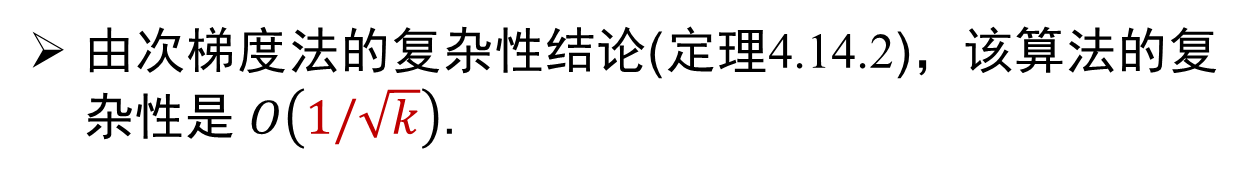 ➢ 由次梯度法的复杂性结论(定理4.14.2)，该算法的复
杂性是 O(1/√k).